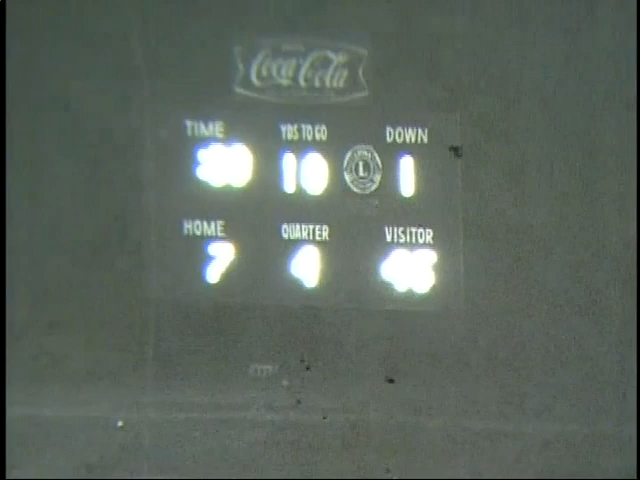 Coca-Cola
TIME YDS TO GO DOWN
10 L 1
HOME QUARTER VISITOR
7 4